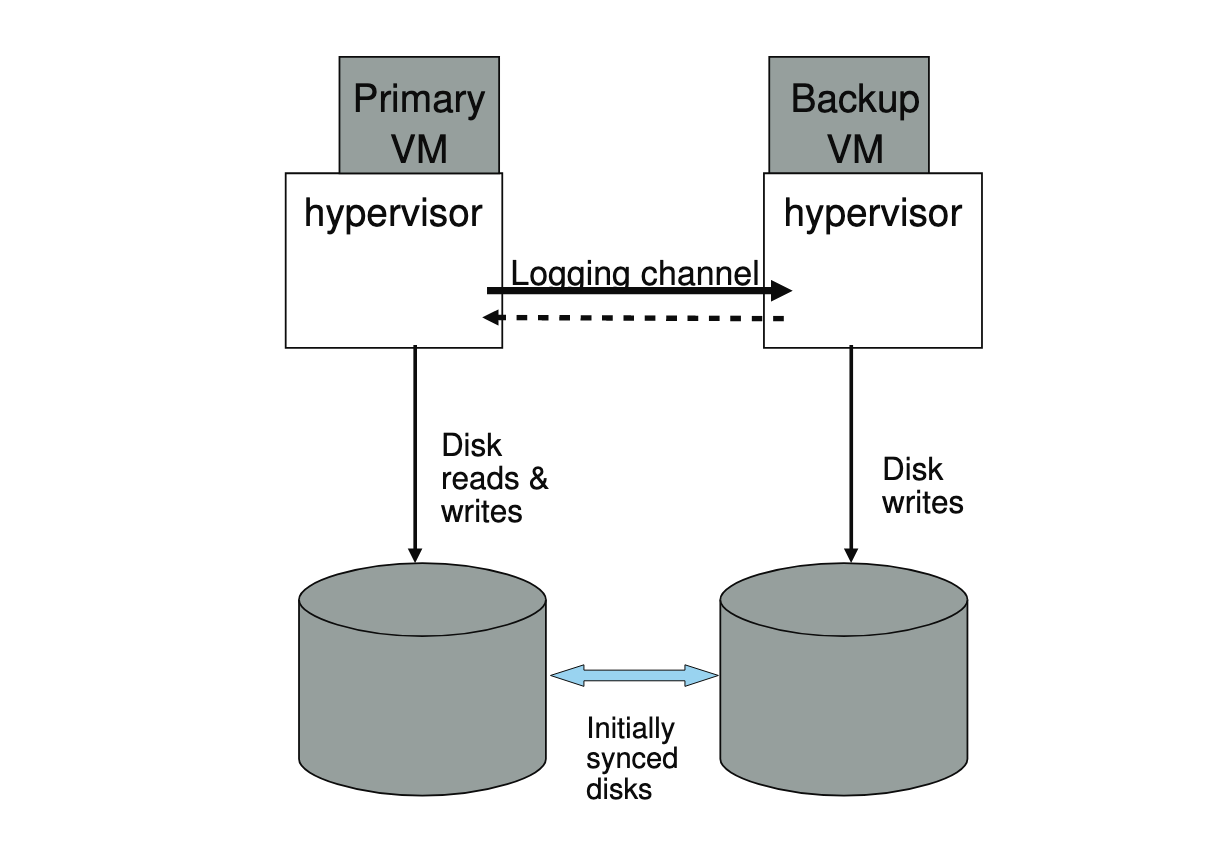 Primary
VM
Backup
VM
hypervisor
hypervisor
Logging channel
Disk
reads &
writes
Disk
writes
Initially
synced
disks